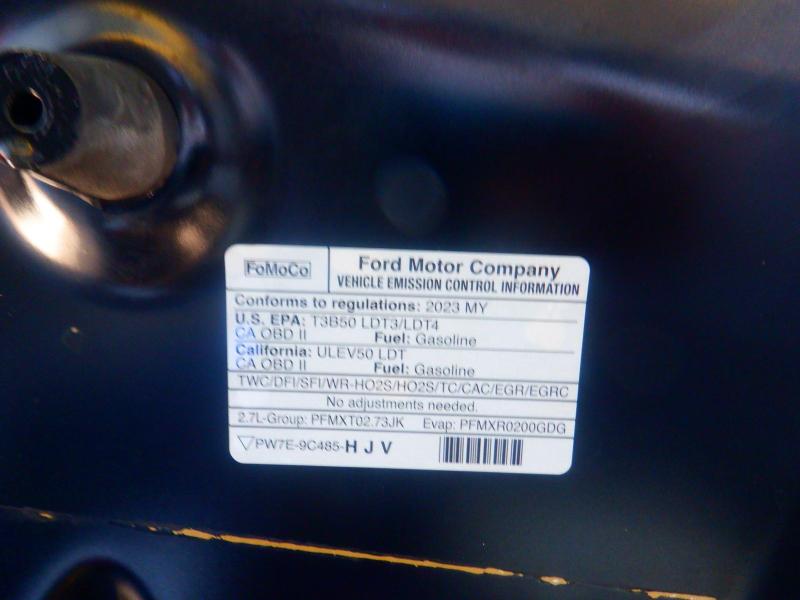 FoMoCo
Ford Motor Company
VEHICLE EMISSION CONTROL INFORMATION
Conforms to regulations: 2023 MY
U.S. EPA: T3B50 LDT3/LDT4
CA OBD II Fuel: Gasoline
California: ULEV50 LDT
CA OBD II Fuel: Gasoline
TWC/DFI/SFI/WR-HO2S/HO2S/TC/CAC/EGR/EGRC
No adjustments needed.
2.7L-Group: PFMXT02.73JK Evap: PFMXR0200GDG
PW7E-9C485-H J V